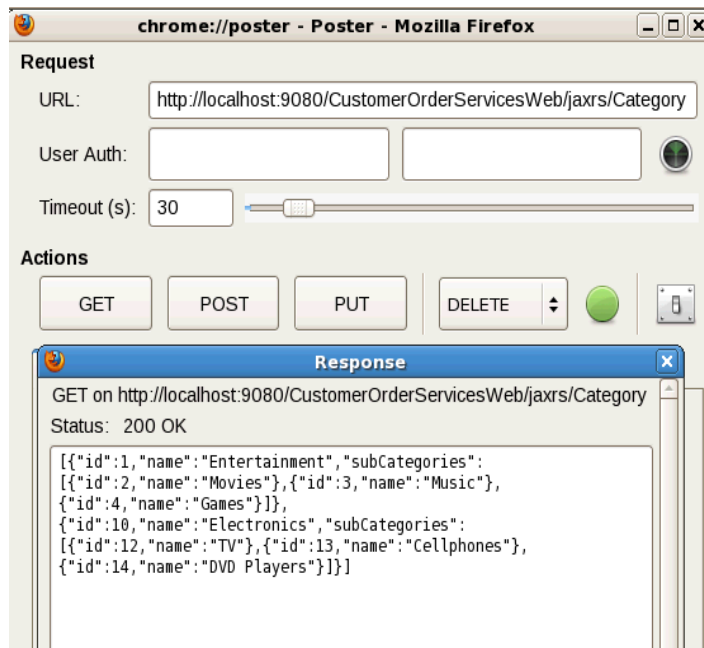 chrome://poster - Poster - Mozilla Firefox
Request
URL: http://localhost:9080/CustomerOrderServicesWeb/jaxrs/Category
User Auth:
Timeout (s): 30
Actions
GET POST PUT DELETE
Response
GET on http://localhost:9080/CustomerOrderServicesWeb/jaxrs/Category
Status: 200 OK
[{"id":1,"name":"Entertainment","subCategories":
[{"id":2,"name":"Movies"},{"id":3,"name":"Music"},
{"id":4,"name":"Games"}]},
{"id":10,"name":"Electronics","subCategories":
[{"id":12,"name":"TV"},{"id":13,"name":"Cellphones"},
{"id":14,"name":"DVD Players"}]}]